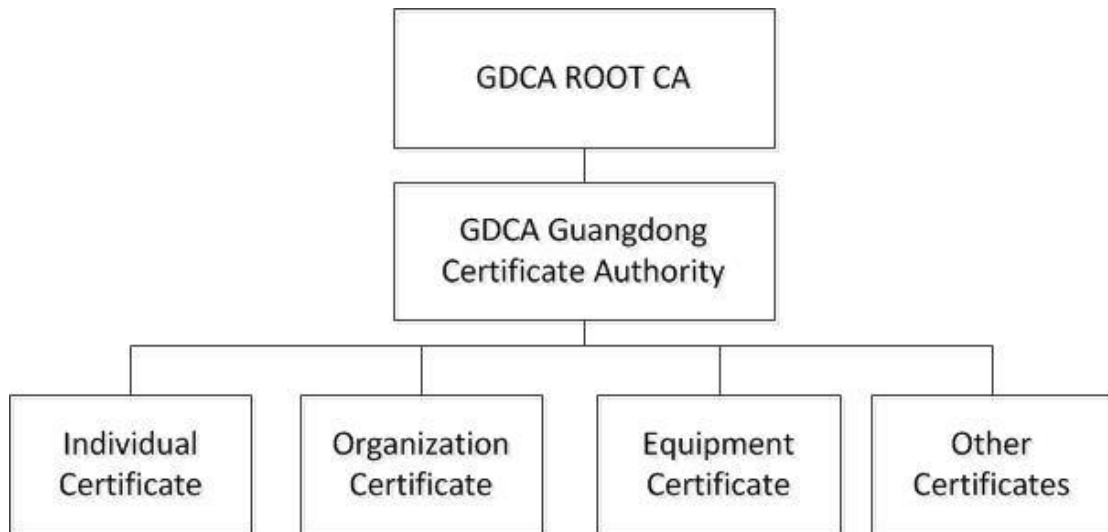 GDCA ROOT CA
GDCA Guangdong
Certificate Authority
Individual
Certificate
Organization
Certificate
Equipment
Certificate
Other
Certificates